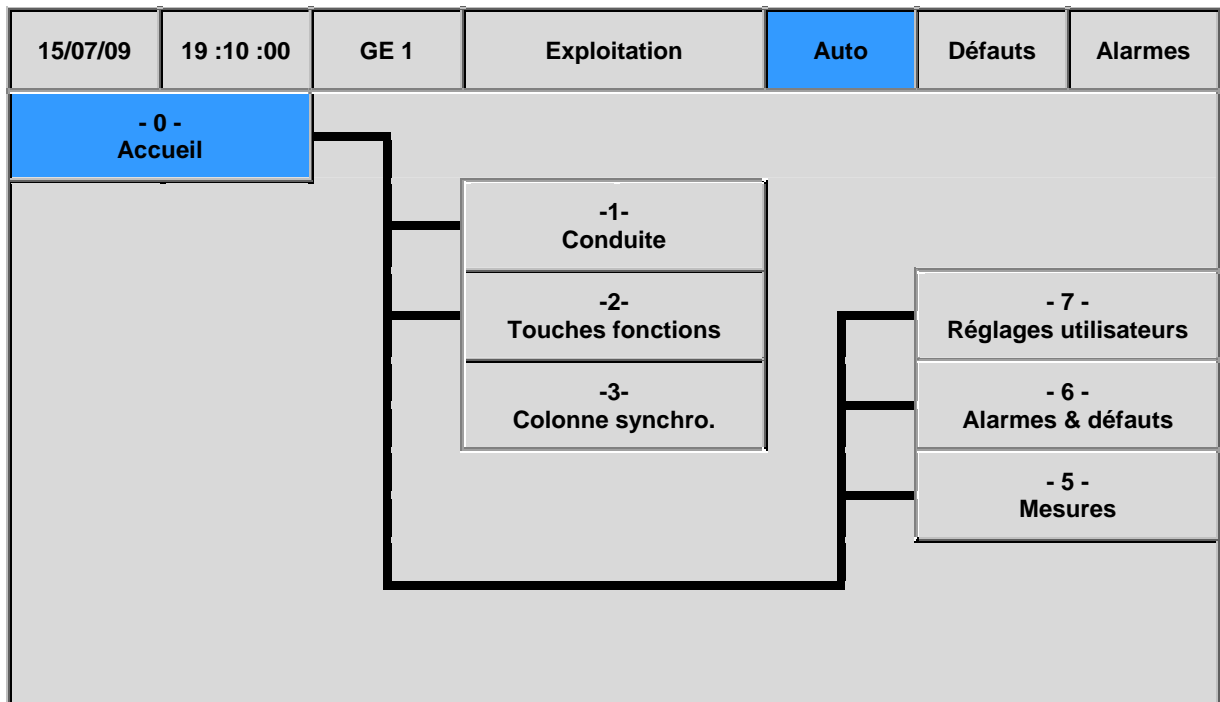 15/07/09 19 :10 :00 GE 1 Exploitation Auto Défauts Alarmes
- 0 -
Accueil
-1-
Conduite
-2-
Touches fonctions
-3-
Colonne synchro.
- 7 -
Réglages utilisateurs
- 6 -
Alarmes & défauts
- 5 -
Mesures